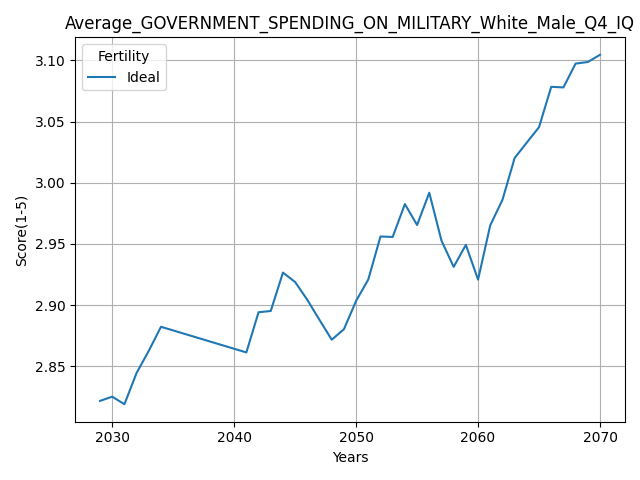 Average_GOVERNMENT_SPENDING_ON_MILITARY_White_Male_Q4_IQ
Fertility
Ideal
3.10
3.05
3.00
2.95
2.90
2.85
Score(1-5)
2030 2040 2050 2060 2070
Years